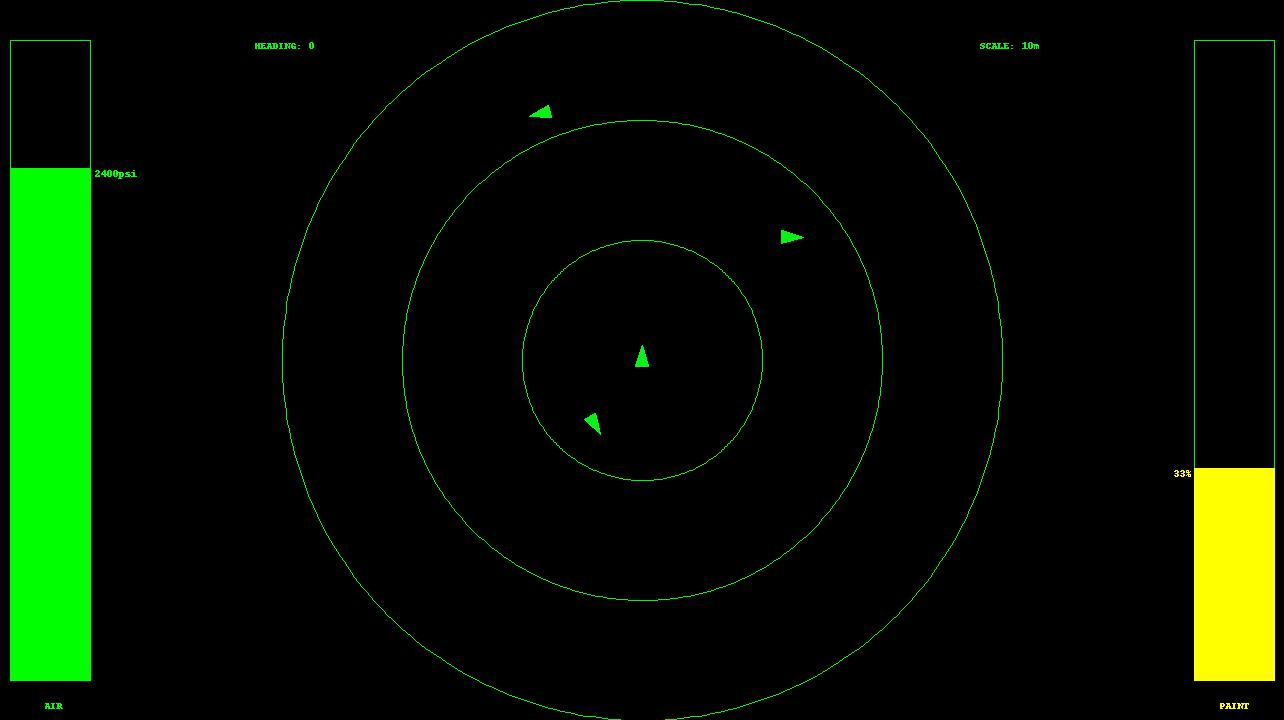 HEADING: 0
SCALE: 10m
2400psi
33%
AIR
PAINT